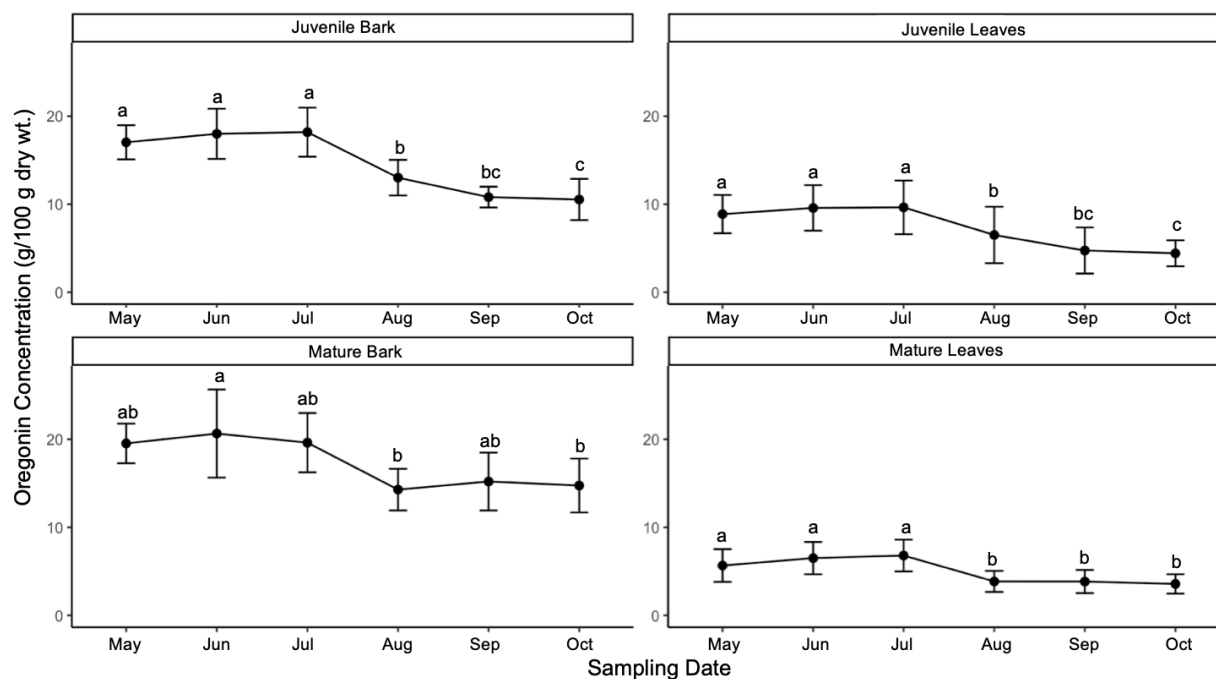 Juvenile Bark
Juvenile Leaves
Oregonin Concentration (g/100 g dry wt.)
20
10
0
a a a b bc c
May Jun Jul Aug Sep Oct
20
10
0
a a a b bc c
May Jun Jul Aug Sep Oct
Mature Bark
Mature Leaves
20
10
0
ab a ab b ab b
May Jun Jul Aug Sep Oct
20
10
0
a a a b b b
May Jun Jul Aug Sep Oct
Sampling Date